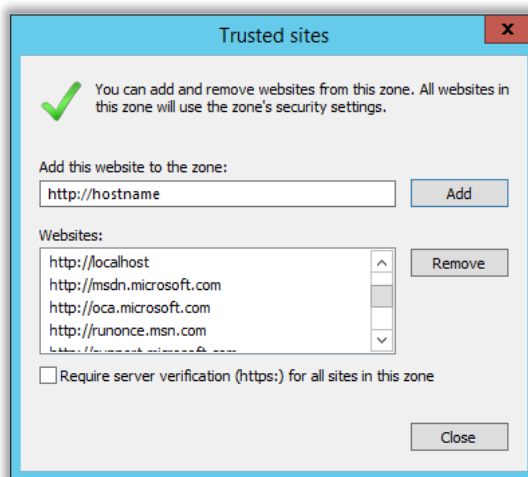 Trusted sites
x
You can add and remove websites from this zone. All websites in
this zone will use the zone's security settings.
Add this website to the zone:
http://hostname
Add
Websites:
http://localhost
Remove
http://msdn.microsoft.com
http://oca.microsoft.com
http://runonce.msn.com
Require server verification (https:) for all sites in this zone
Close